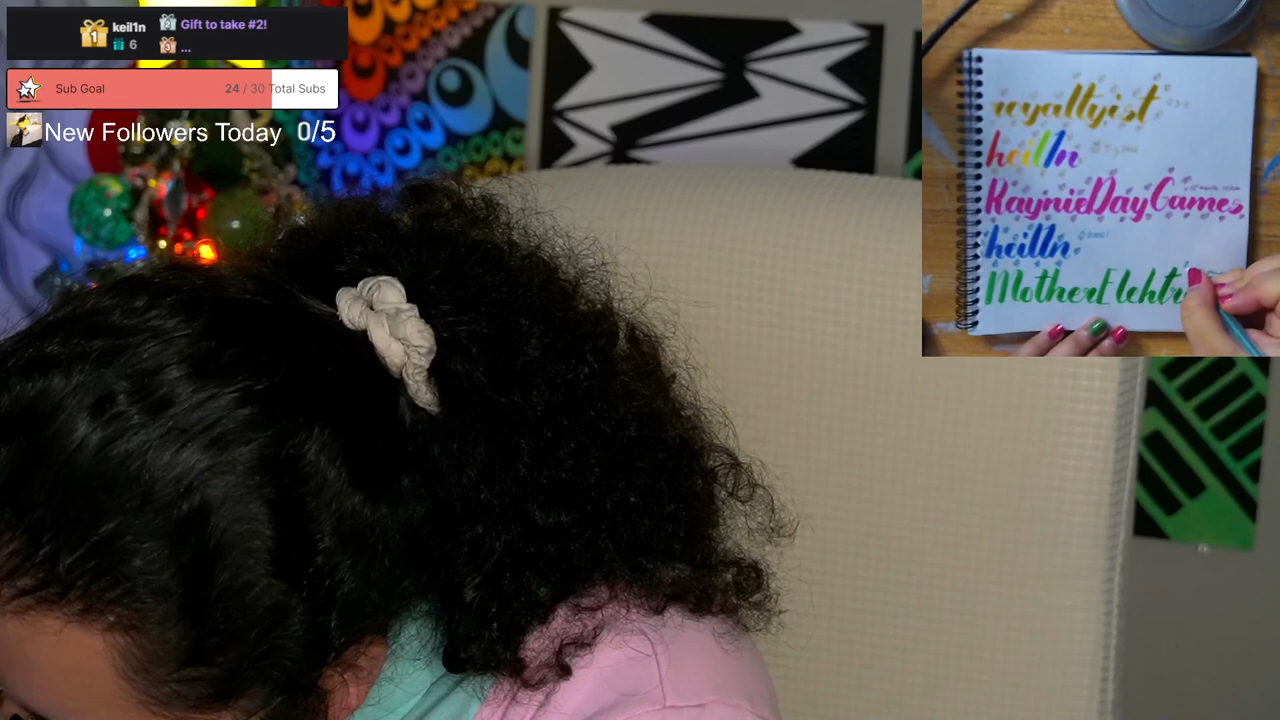 keil1n
6
Gift to take #2!
...
Sub Goal
24 / 30 Total Subs
New Followers Today 0/5
royaltyist
keil1n
RaynieDayGames
keil1n
MotherElektr